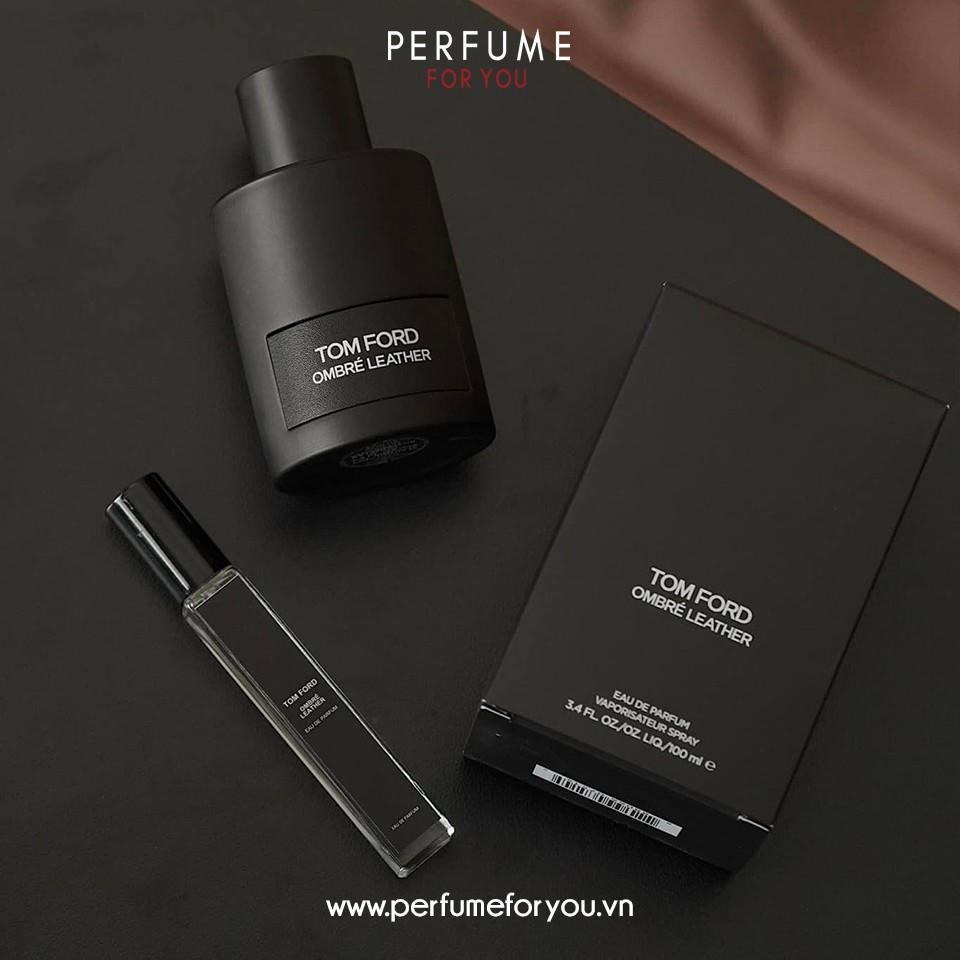 PERFUME
FOR YOU
TOM FORD
OMBRÉ LEATHER
TOM FORD
OMBRÉ
LEATHER
EAU DE PARFUM
EAU DE PARFUM
TOM FORD
OMBRÉ LEATHER
EAU DE PARFUM
VAPORISATEUR SPRAY
3.4 FL. OZ./OZ. LIQ./100 ml ℮
www.perfumeforyou.vn